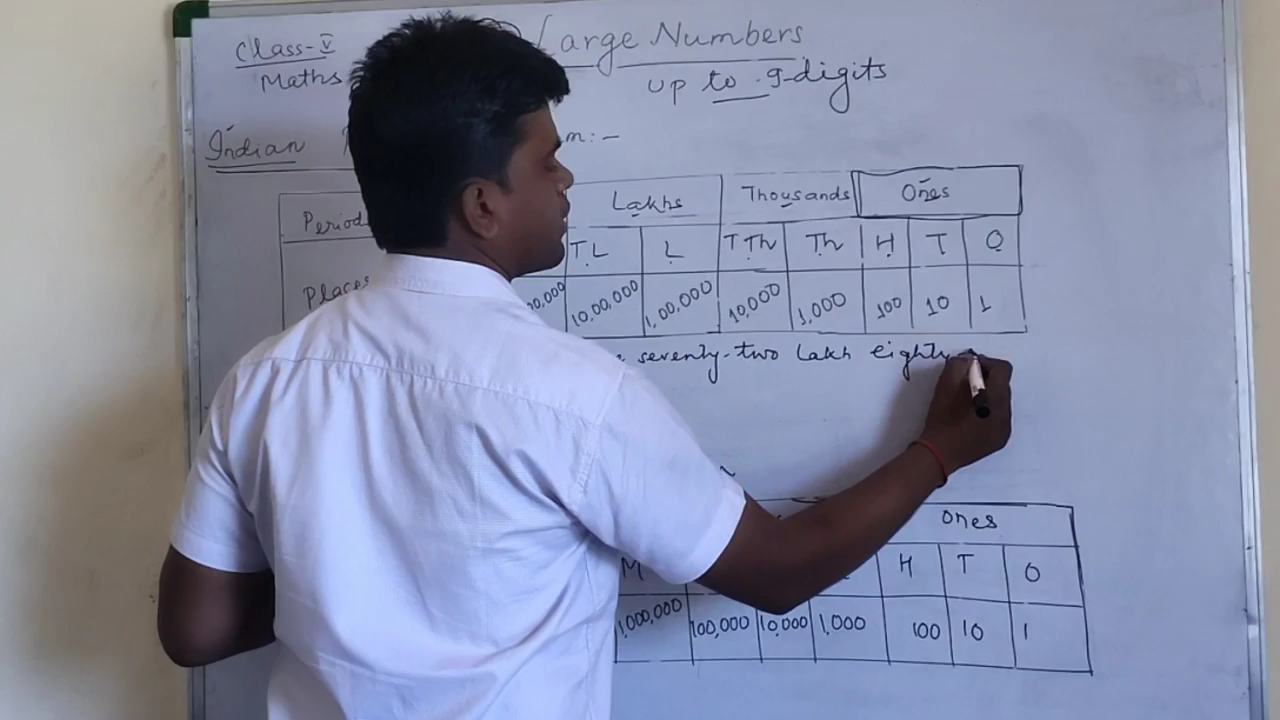 Class-V Large Numbers
Maths up to 9-digits
Indian m:-
Period Lakhs Thousands Ones
Places TL L T Th Th H T O
00,000 10,00,000 1,00,000 10,000 1,000 100 10 1
seventy-two Lakh eighty
Ones
M H T O
1,000,000 100,000 10,000 1,000 100 10 1